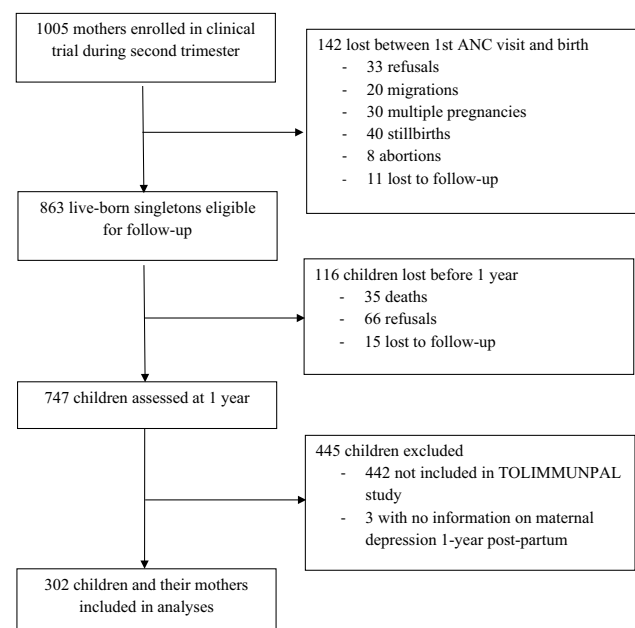 1005 mothers enrolled in clinical
trial during second trimester
142 lost between 1st ANC visit and birth
- 33 refusals
- 20 migrations
- 30 multiple pregnancies
- 40 stillbirths
- 8 abortions
- 11 lost to follow-up
863 live-born singletons eligible
for follow-up
116 children lost before 1 year
- 35 deaths
- 66 refusals
- 15 lost to follow-up
747 children assessed at 1 year
445 children excluded
- 442 not included in TOLIMMUNPAL
study
- 3 with no information on maternal
depression 1-year post-partum
302 children and their mothers
included in analyses